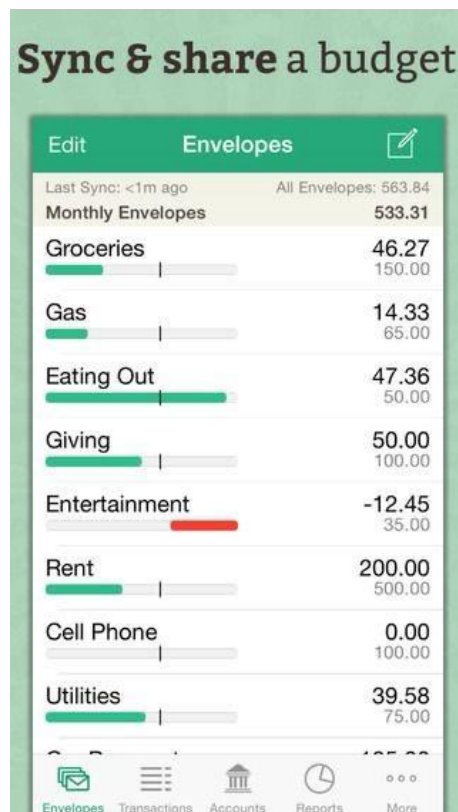 Sync & share a budget
Edit Envelopes
Last Sync: <1m ago All Envelopes: 563.84
Monthly Envelopes 533.31
Groceries 46.27
150.00
Gas 14.33
65.00
Eating Out 47.36
50.00
Giving 50.00
100.00
Entertainment -12.45
35.00
Rent 200.00
500.00
Cell Phone 0.00
100.00
Utilities 39.58
75.00
Envelopes Transactions Accounts Reports More